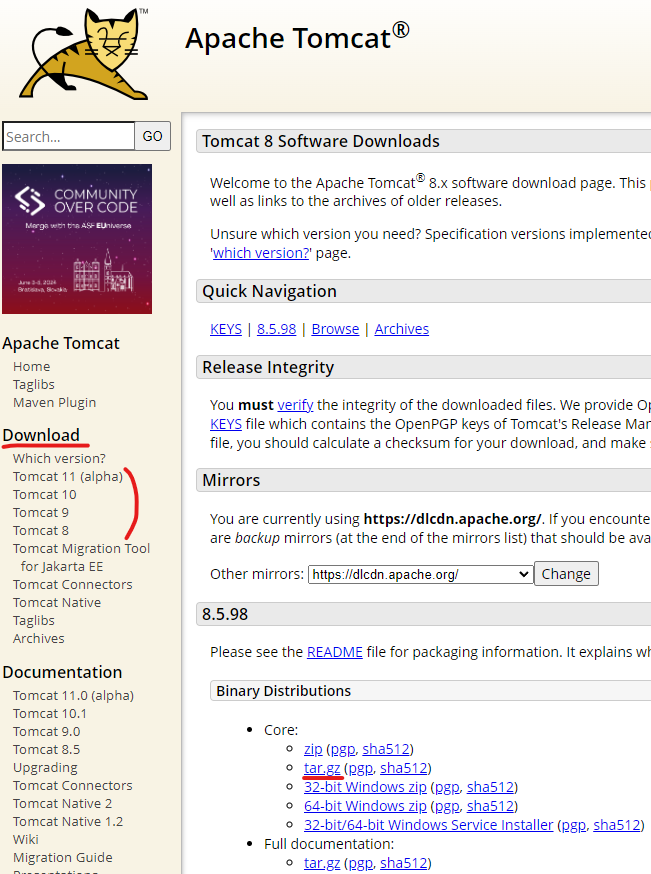 TM
Apache Tomcat®
Search...
GO
COMMUNITY
OVER CODE
Merge with the ASF EUniverse
June 3-5, 2024
Bratislava, Slovakia
Apache Tomcat
Home
Taglibs
Maven Plugin
Download
Which version?
Tomcat 11 (alpha)
Tomcat 10
Tomcat 9
Tomcat 8
Tomcat Migration Tool
for Jakarta EE
Tomcat Connectors
Tomcat Native
Taglibs
Archives
Documentation
Tomcat 11.0 (alpha)
Tomcat 10.1
Tomcat 9.0
Tomcat 8.5
Upgrading
Tomcat Connectors
Tomcat Native 2
Tomcat Native 1.2
Wiki
Migration Guide
Presentations
Tomcat 8 Software Downloads
Welcome to the Apache Tomcat® 8.x software download page. This
well as links to the archives of older releases.
Unsure which version you need? Specification versions implemented
'which version?' page.
Quick Navigation
KEYS | 8.5.98 | Browse | Archives
Release Integrity
You must verify the integrity of the downloaded files. We provide Op
KEYS file which contains the OpenPGP keys of Tomcat's Release Man
file, you should calculate a checksum for your download, and make
Mirrors
You are currently using https://dlcdn.apache.org/. If you encounte
are backup mirrors (at the end of the mirrors list) that should be ava
Other mirrors: https://dlcdn.apache.org/ Change
8.5.98
Please see the README file for packaging information. It explains wh
Binary Distributions
Core:
zip (pgp, sha512)
tar.gz (pgp, sha512)
32-bit Windows zip (pgp, sha512)
64-bit Windows zip (pgp, sha512)
32-bit/64-bit Windows Service Installer (pgp, sha512)
Full documentation:
tar.gz (pgp, sha512)